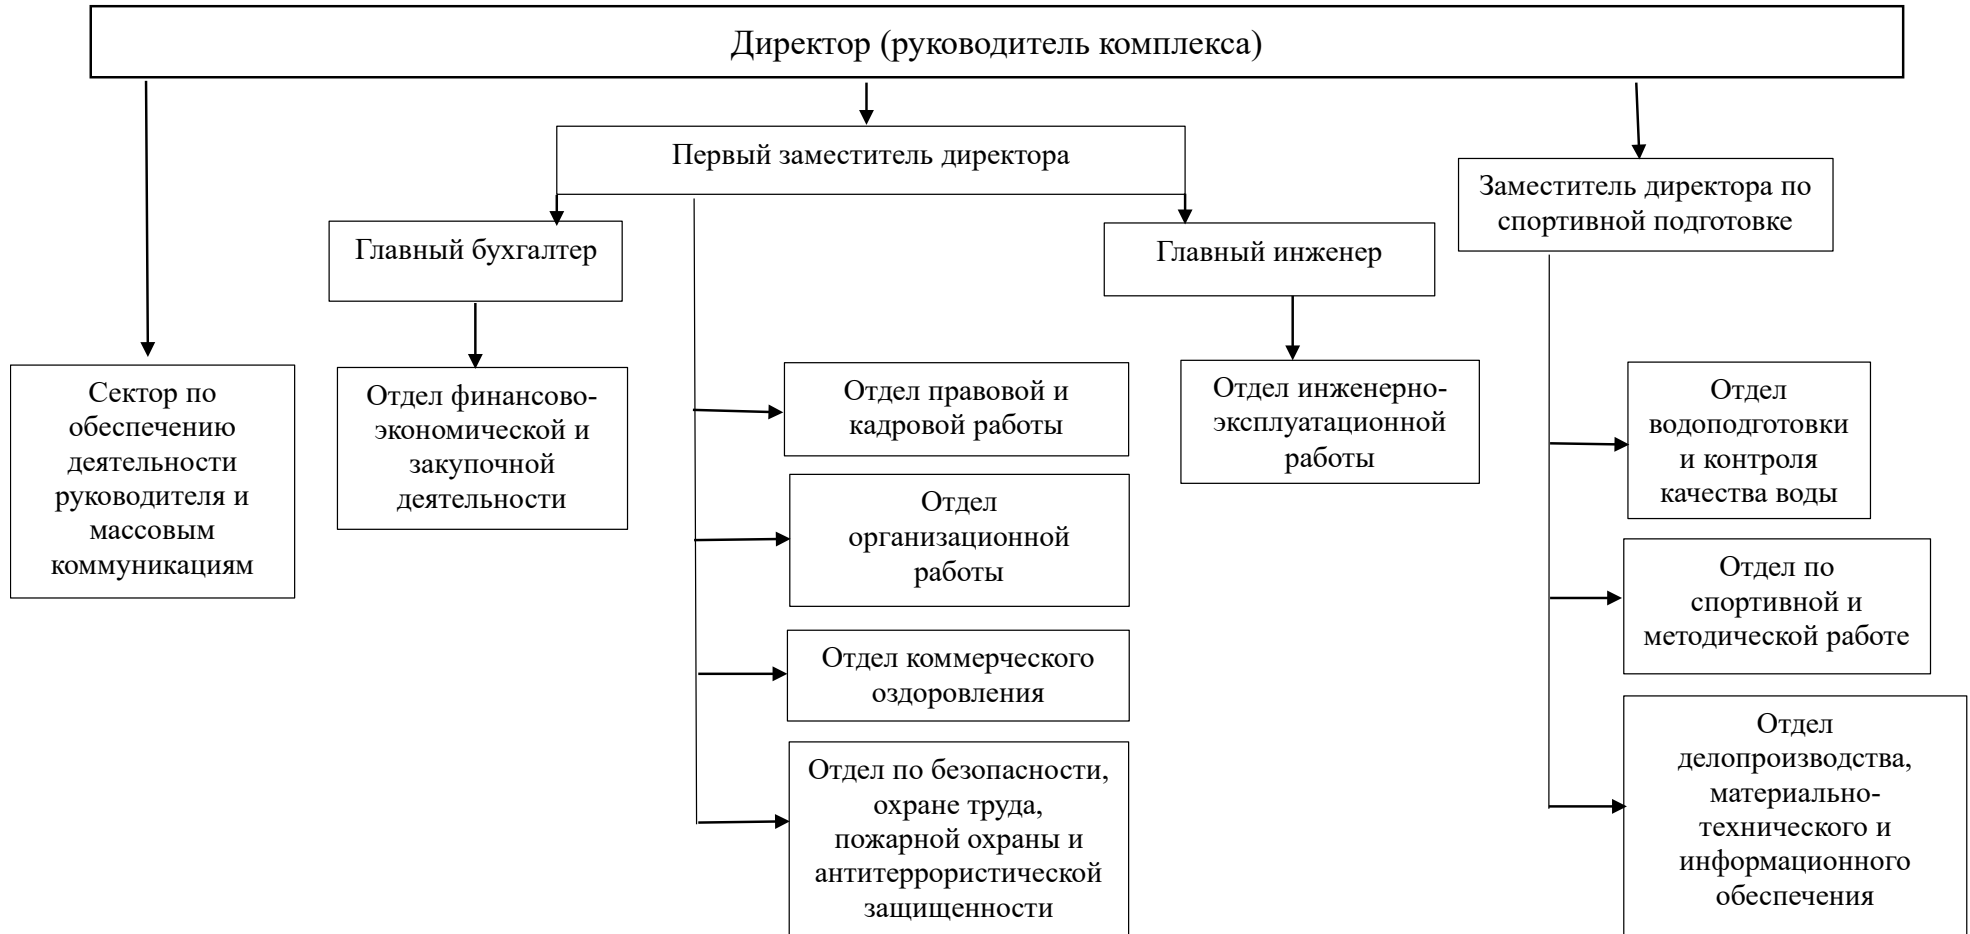 Директор (руководитель комплекса)
Первый заместитель директора
Заместитель директора по
спортивной подготовке
Главный бухгалтер
Главный инженер
Сектор по
обеспечению
деятельности
руководителя и
массовым
коммуникациям
Отдел финансово-
экономической и
закупочной
деятельности
Отдел правовой и
кадровой работы
Отдел
организационной
работы
Отдел коммерческого
оздоровления
Отдел по безопасности,
охране труда,
пожарной охраны и
антитеррористической
защищенности
Отдел инженерно-
эксплуатационной
работы
Отдел
водоподготовки
и контроля
качества воды
Отдел по
спортивной и
методической работе
Отдел
делопроизводства,
материально-
технического и
информационного
обеспечения